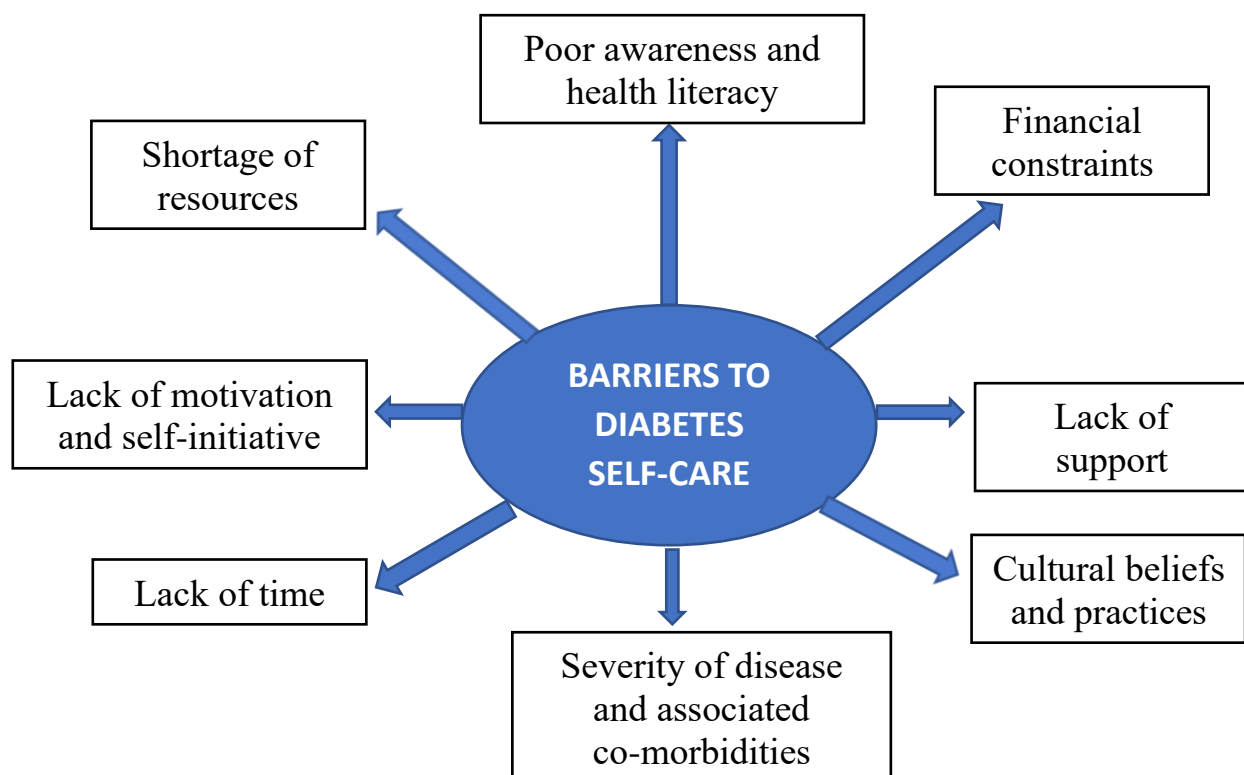 Poor awareness and
health literacy
Financial
constraints
Shortage of
resources
BARRIERS TO
DIABETES
SELF-CARE
Lack of motivation
and self-initiative
Lack of
support
Lack of time
Cultural beliefs
and practices
Severity of disease
and associated
co-morbidities